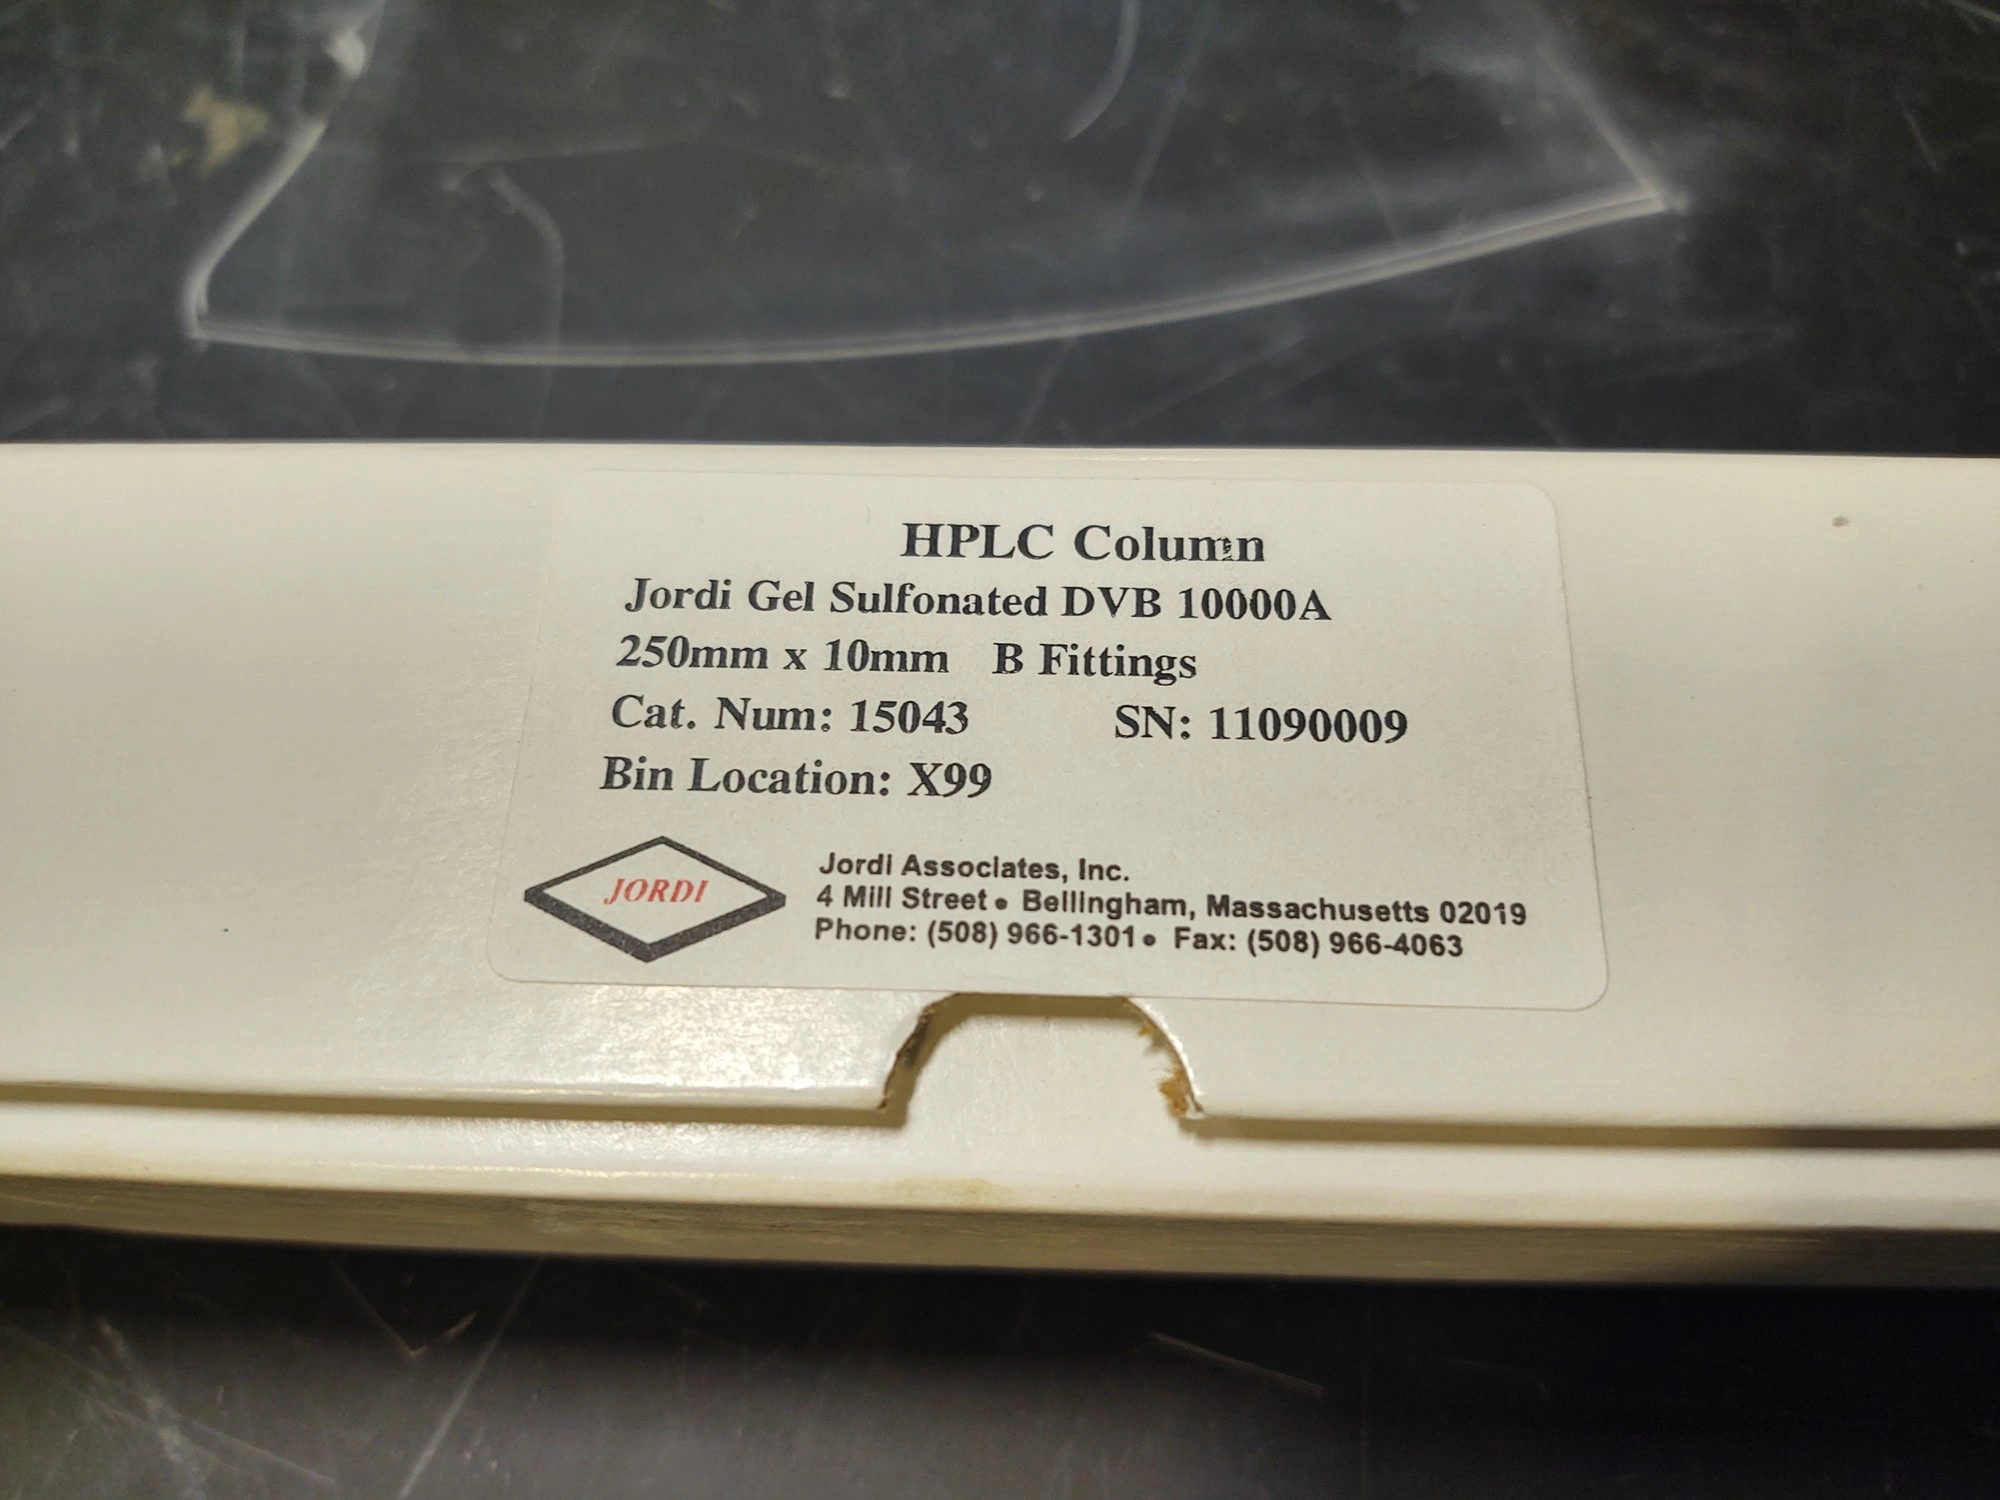 HPLC Column
Jordi Gel Sulfonated DVB 10000A
250mm x 10mm B Fittings
Cat. Num: 15043 SN: 11090009
Bin Location: X99
JORDI
Jordi Associates, Inc.
4 Mill Street • Bellingham, Massachusetts 02019
Phone: (508) 966-1301 • Fax: (508) 966-4063